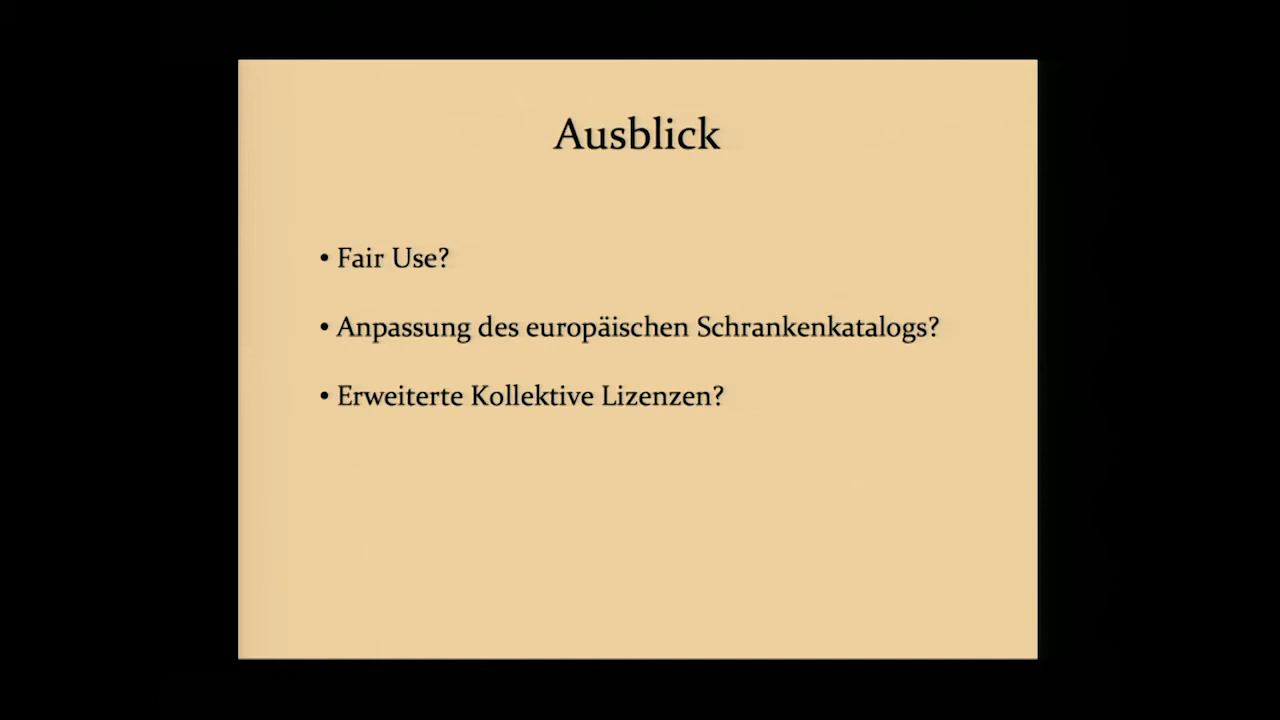 Ausblick
• Fair Use?
• Anpassung des europäischen Schrankenkatalogs?
• Erweiterte Kollektive Lizenzen?